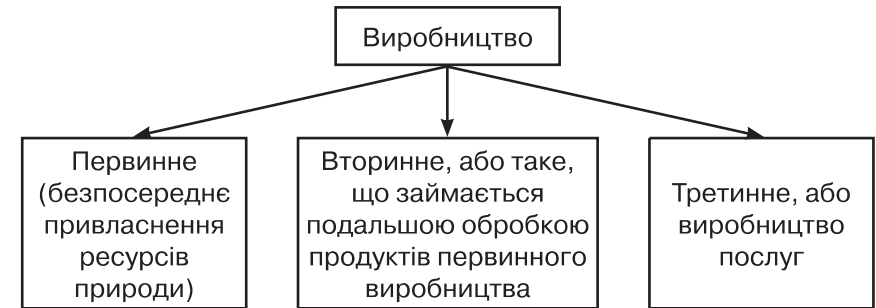 Виробництво
Первинне
(безпосереднє
привласнення
ресурсів
природи)
Вторинне, або таке,
що займається
подальшою обробкою
продуктів первинного
виробництва
Третинне, або
виробництво
послуг